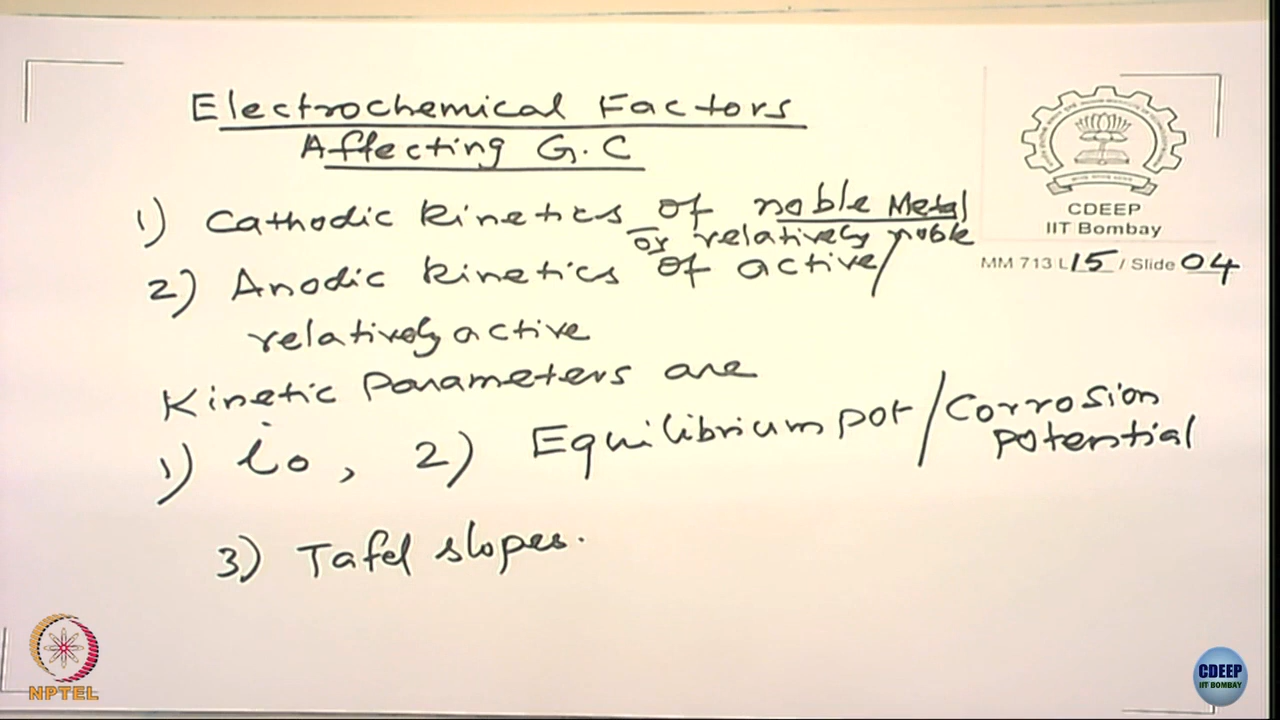 Electrochemical Factors
Affecting G.C
1) Cathodic kinetics of noble Metal
or relatively noble
2) Anodic kinetics of active/
relatively active
Kinetic Parameters are
1) i₀, 2) Equilibrium pot / Corrosion
potential
3) Tafel slopes.
CDEEP
IIT Bombay
MM 713 L 15 / Slide 04
NPTEL
CDEEP
IIT BOMBAY